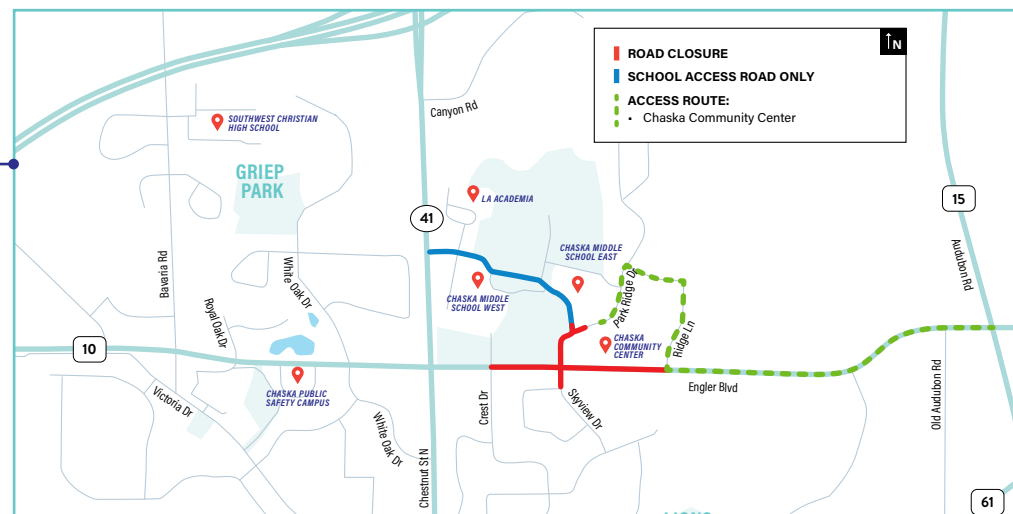 N
ROAD CLOSURE
SCHOOL ACCESS ROAD ONLY
ACCESS ROUTE:
• Chaska Community Center
Canyon Rd
SOUTHWEST CHRISTIAN
HIGH SCHOOL
GRIEP
PARK
LA ACADEMIA
15
41
Audubon Rd
Bavaria Rd
White Oak Dr
CHASKA MIDDLE
SCHOOL EAST
CHASKA MIDDLE
SCHOOL WEST
Park Ridge Dr
Royal Oak Dr
Ridge Ln
10
CHASKA
COMMUNITY
CENTER
Engler Blvd
Old Audubon Rd
CHASKA PUBLIC
SAFETY CAMPUS
Victoria Dr
Crest Dr
Skyview Dr
White Oak Dr
Chestnut St N
61